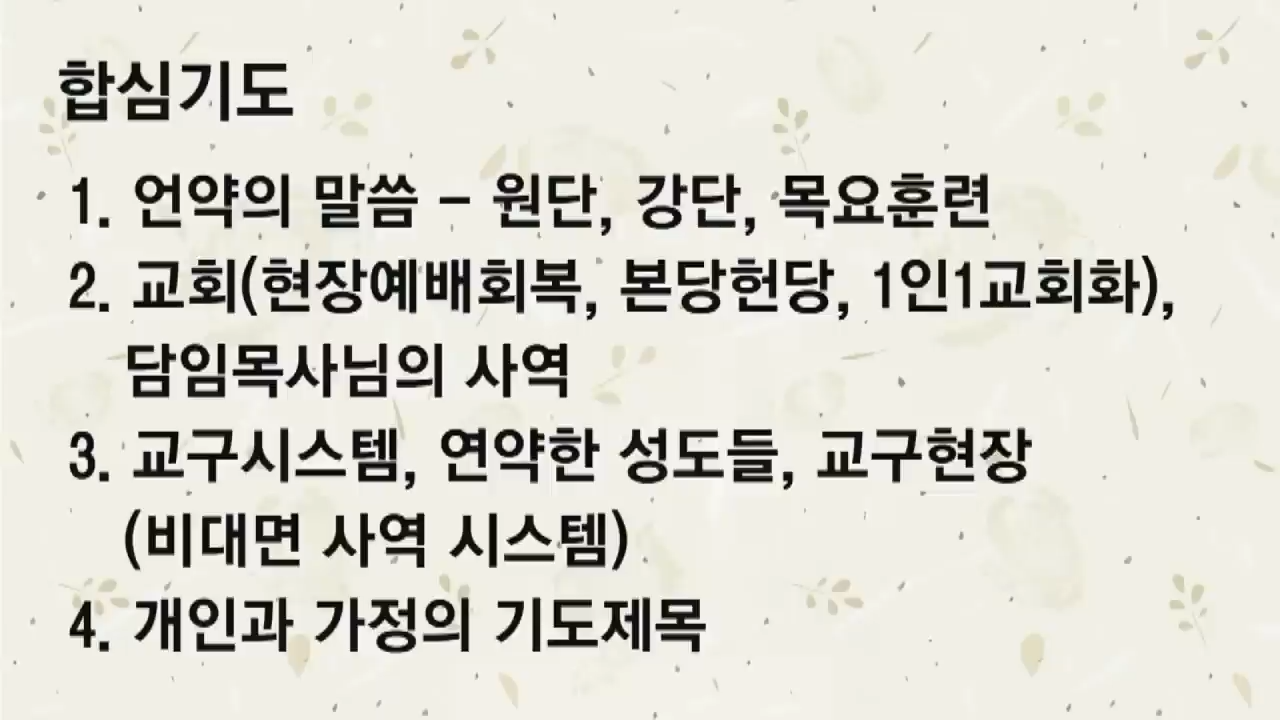 합심기도
1. 언약의 말씀 - 원단, 강단, 목요훈련
2. 교회(현장예배회복, 본당헌당, 1인1교회화),
담임목사님의 사역
3. 교구시스템, 연약한 성도들, 교구현장
(비대면 사역 시스템)
4. 개인과 가정의 기도제목